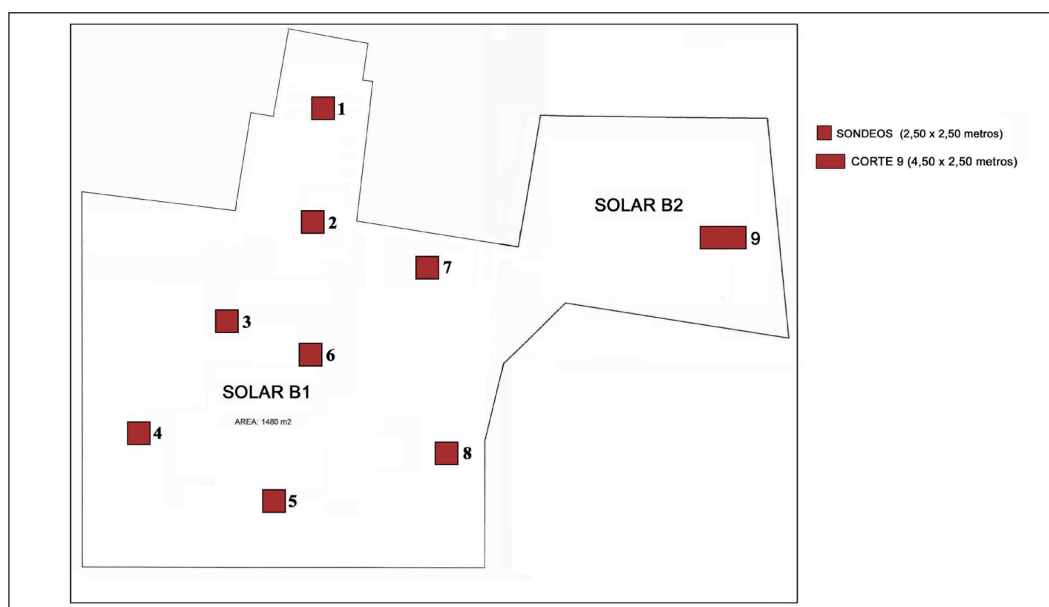 1
SONDEOS (2,50 x 2,50 metros)
CORTE 9 (4,50 x 2,50 metros)
SOLAR B2
2
9
7
3
6
SOLAR B1
AREA: 1480 m2
4
8
5